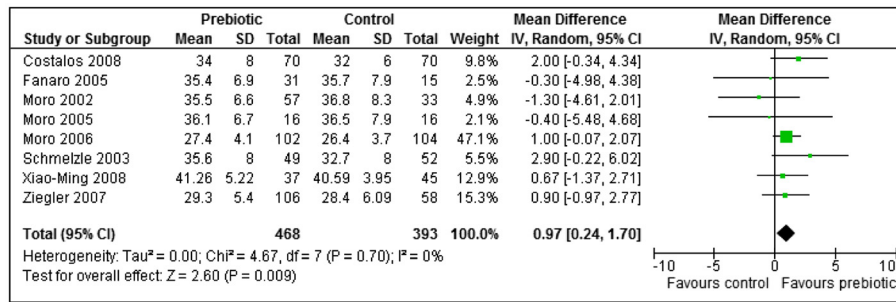 Prebiotic Control Mean Difference Mean Difference
Study or Subgroup Mean SD Total Mean SD Total Weight IV, Random, 95% CI IV, Random, 95% CI
Costalos 2008 34 8 70 32 6 70 9.8% 2.00 [-0.34, 4.34]
Fanaro 2005 35.4 6.9 31 35.7 7.9 15 2.5% -0.30 [-4.98, 4.38]
Moro 2002 35.5 6.6 57 36.8 8.3 33 4.9% -1.30 [-4.61, 2.01]
Moro 2005 36.1 6.7 16 36.5 7.9 16 2.1% -0.40 [-5.48, 4.68]
Moro 2006 27.4 4.1 102 26.4 3.7 104 47.1% 1.00 [-0.07, 2.07]
Schmelzle 2003 35.6 8 49 32.7 8 52 5.5% 2.90 [-0.22, 6.02]
Xiao-Ming 2008 41.26 5.22 37 40.59 3.95 45 12.9% 0.67 [-1.37, 2.71]
Ziegler 2007 29.3 5.4 106 28.4 6.09 58 15.3% 0.90 [-0.97, 2.77]
Total (95% CI) 468 393 100.0% 0.97 [0.24, 1.70]
Heterogeneity: Tau² = 0.00; Chi² = 4.67, df = 7 (P = 0.70); I² = 0%
Test for overall effect: Z = 2.60 (P = 0.009)
-10 -5 0 5 10
Favours control Favours prebiotic